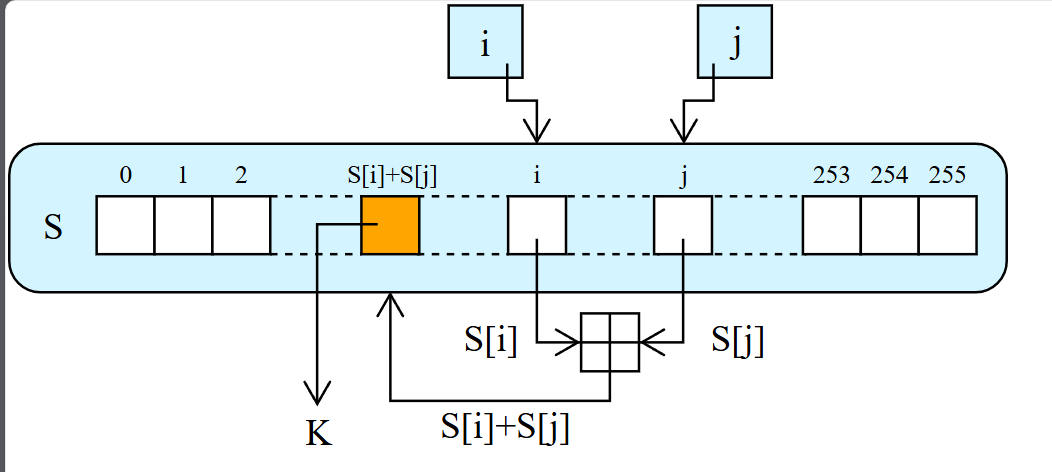 i j
0 1 2 S[i]+S[j] i j 253 254 255
S
S[i] S[j]
S[i]+S[j]
K